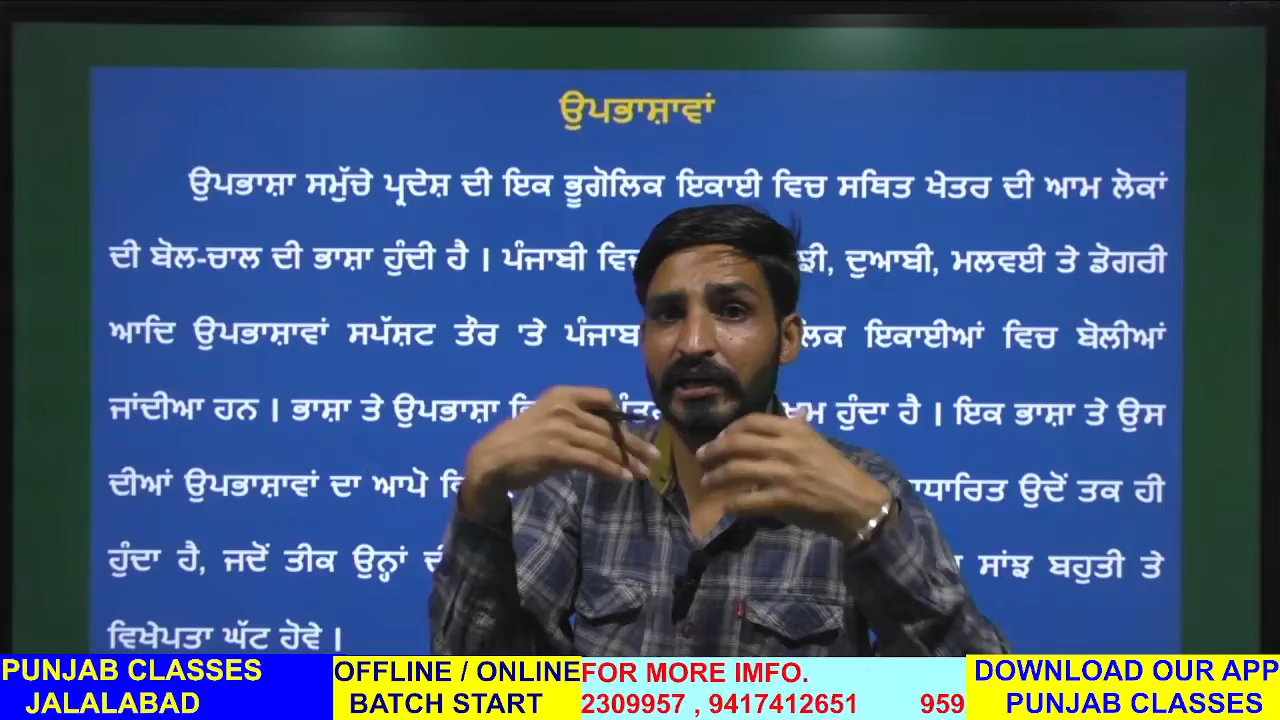 ਉਪਭਾਸ਼ਾਵਾਂ
ਉਪਭਾਸ਼ਾ ਸਮੁੱਚੇ ਪ੍ਰਦੇਸ਼ ਦੀ ਇਕ ਭੂਗੋਲਿਕ ਇਕਾਈ ਵਿਚ ਸਥਿਤ ਖੇਤਰ ਦੀ ਆਮ ਲੋਕਾਂ
ਦੀ ਬੋਲ-ਚਾਲ ਦੀ ਭਾਸ਼ਾ ਹੁੰਦੀ ਹੈ । ਪੰਜਾਬੀ ਦੁਆਬੀ, ਮਲਵਈ ਤੇ ਡੋਗਰੀ
ਆਦਿ ਉਪਭਾਸ਼ਾਵਾਂ ਸਪੱਸ਼ਟ ਤੌਰ 'ਤੇ ਇਕਾਈਆਂ ਵਿਚ ਬੋਲੀਆਂ
ਜਾਂਦੀਆ ਹਨ । ਭਾਸ਼ਾ ਤੇ ਉਪਭਾਸ਼ਾ ਹੁੰਦਾ ਹੈ । ਇਕ ਭਾਸ਼ਾ ਤੇ ਉਸ
ਦੀਆਂ ਉਪਭਾਸ਼ਾਵਾਂ ਦਾ ਆਪੋ ਉਦੋਂ ਤਕ ਹੀ
ਹੁੰਦਾ ਹੈ, ਜਦੋਂ ਤੀਕ ਉਨ੍ਹਾਂ ਸਾਂਝ ਬਹੁਤੀ ਤੇ
ਵਿਖੇਪਤਾ ਘੱਟ ਹੋਵੇ ।
PUNJAB CLASSES
JALALABAD
OFFLINE / ONLINE
BATCH START
FOR MORE IMFO.
2309957 , 9417412651 959
DOWNLOAD OUR APP
PUNJAB CLASSES